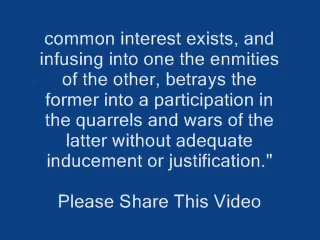 common interest exists, and
infusing into one the enmities
of the other, betrays the
former into a participation in
the quarrels and wars of the
latter without adequate
inducement or justification."
Please Share This Video